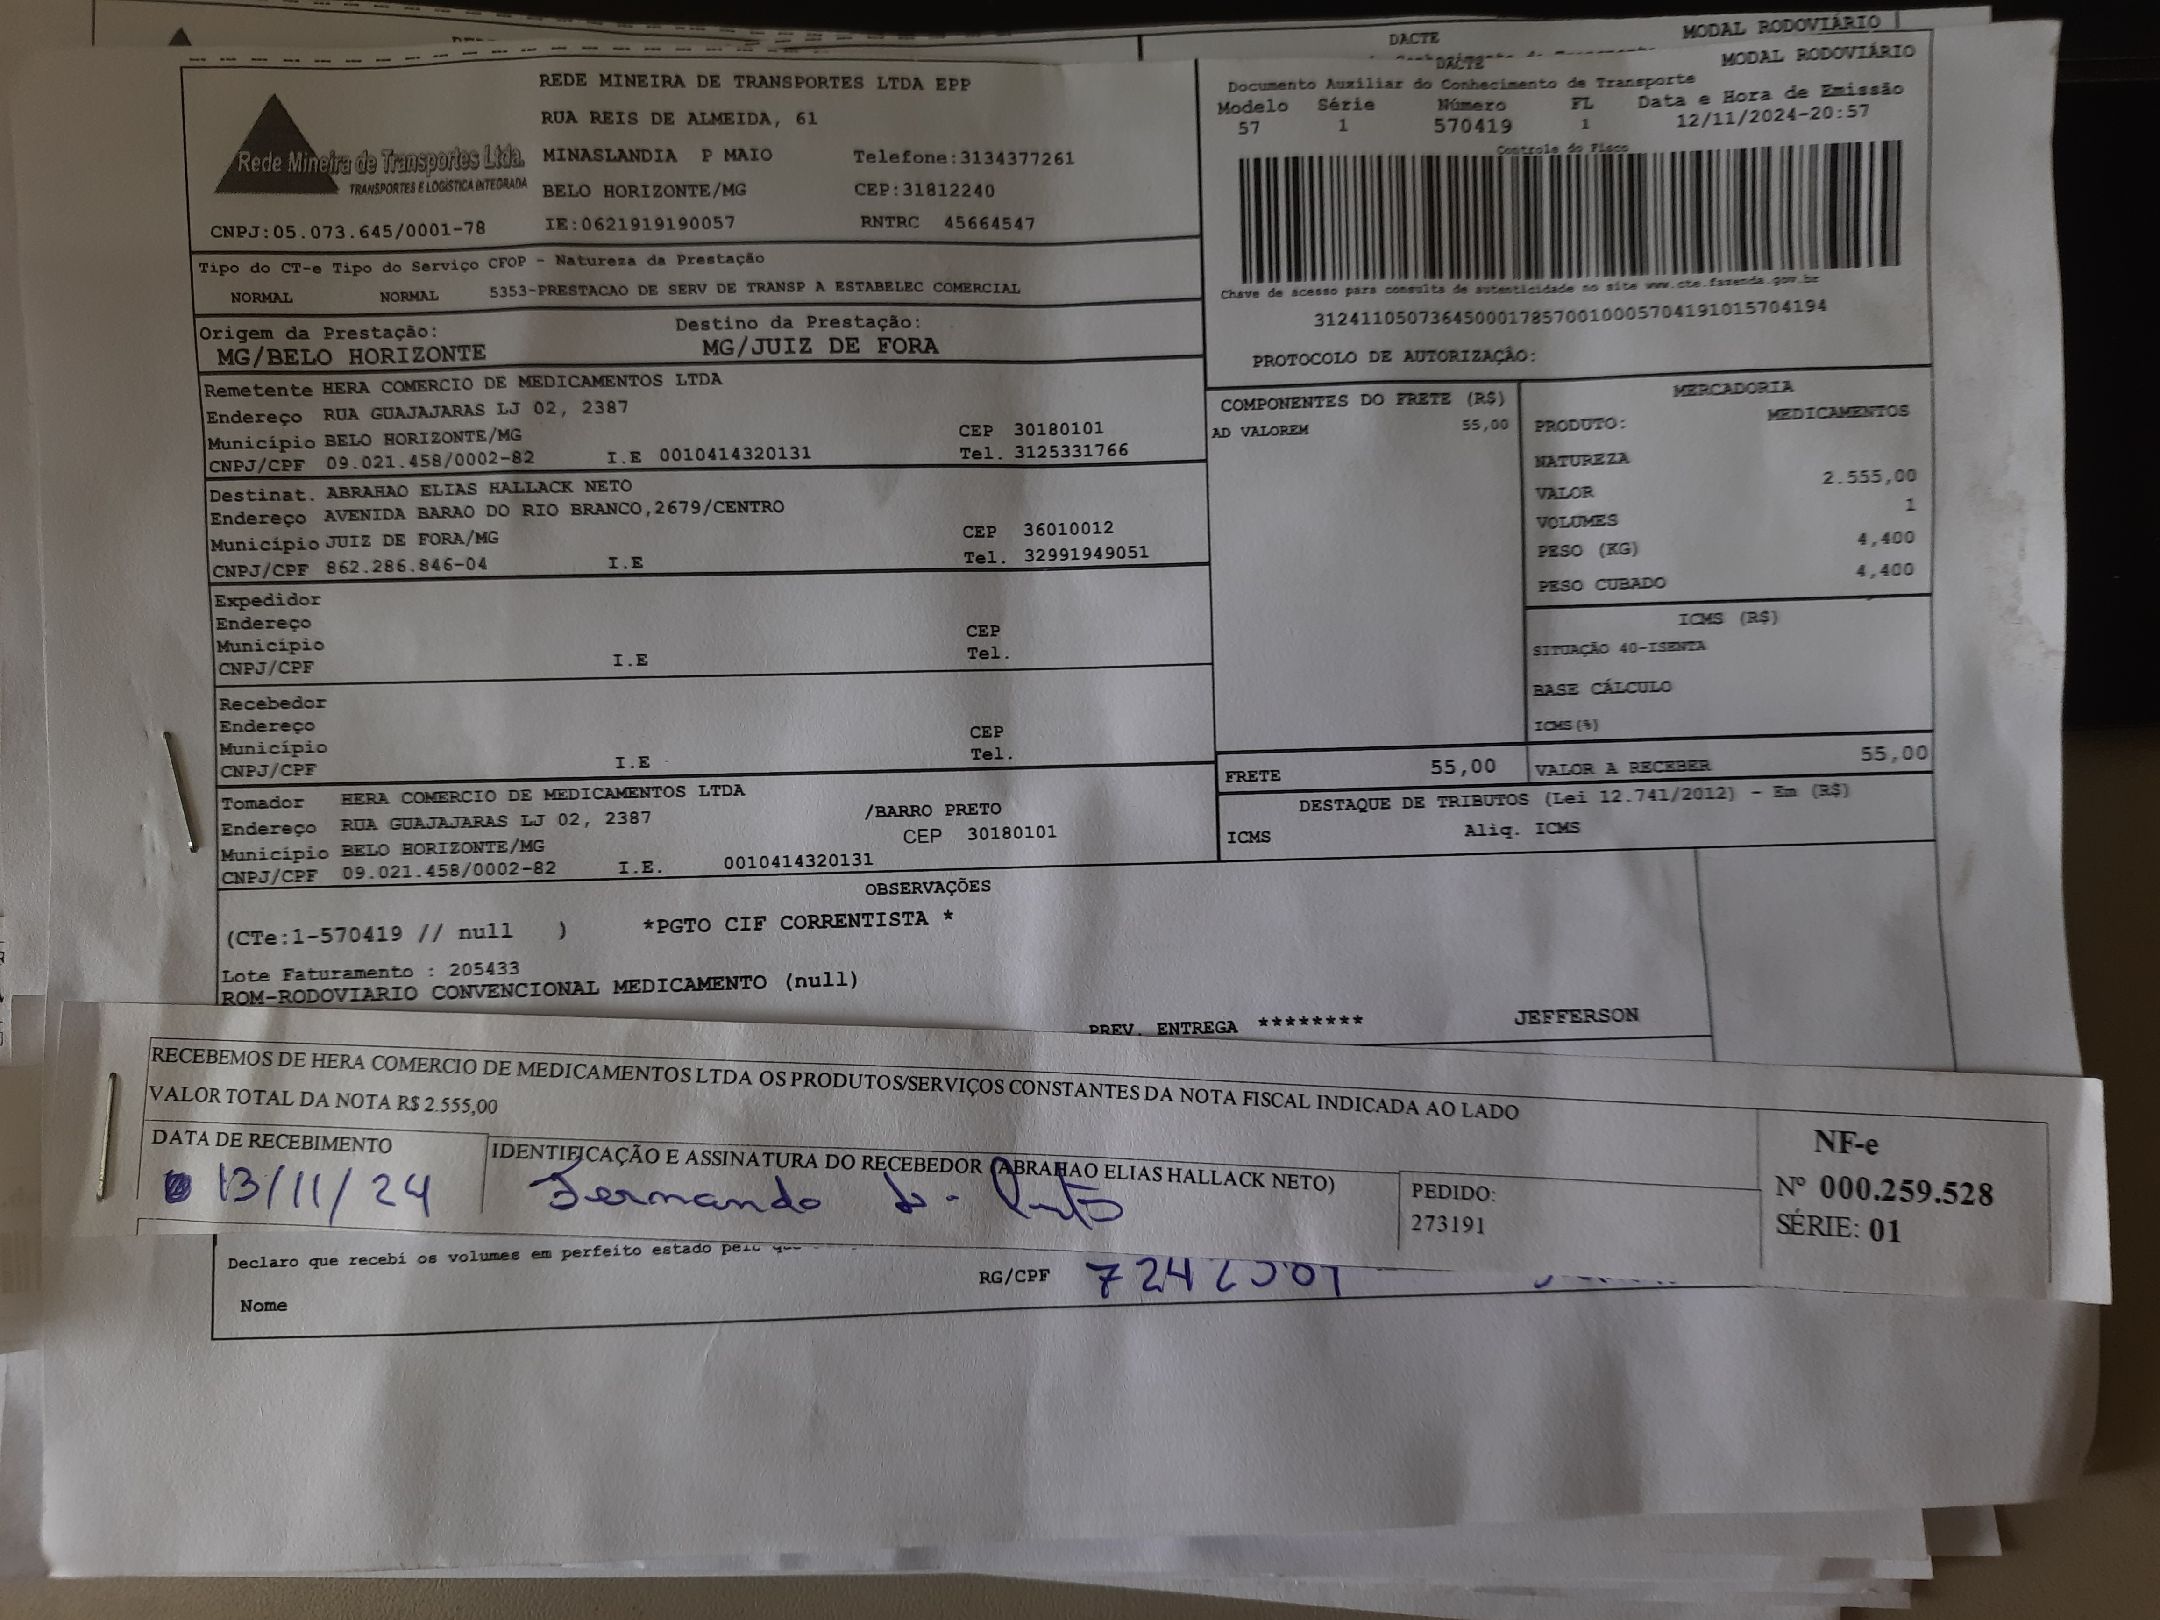 DACTE
MODAL RODOVIÁRIO
REDE MINEIRA DE TRANSPORTES LTDA EPP
RUA REIS DE ALMEIDA, 61
MINASLANDIA P MAIO Telefone:3134377261
BELO HORIZONTE/MG CEP:31812240
IE:0621919190057 RNTRC 45664547
Rede Mineira de Transportes Ltda.
TRANSPORTES E LOGÍSTICA INTEGRADA
CNPJ:05.073.645/0001-78
DACTE
MODAL RODOVIÁRIO
Documento Auxiliar do Conhecimento de Transporte
Modelo Série Número FL Data e Hora de Emissão
57 1 570419 1 12/11/2024-20:57
Controle do Fisco
Chave de acesso para consulta de autenticidade no site www.cte.fazenda.gov.br
31241105073645000178570010005704191015704194
PROTOCOLO DE AUTORIZAÇÃO:
Tipo do CT-e Tipo do Serviço CFOP - Natureza da Prestação
NORMAL NORMAL 5353-PRESTACAO DE SERV DE TRANSP A ESTABELEC COMERCIAL
Origem da Prestação: Destino da Prestação:
MG/BELO HORIZONTE MG/JUIZ DE FORA
Remetente HERA COMERCIO DE MEDICAMENTOS LTDA
Endereço RUA GUAJAJARAS LJ 02, 2387
Município BELO HORIZONTE/MG CEP 30180101
CNPJ/CPF 09.021.458/0002-82 I.E 0010414320131 Tel. 3125331766
Destinat. ABRAHAO ELIAS HALLACK NETO
Endereço AVENIDA BARAO DO RIO BRANCO,2679/CENTRO
Município JUIZ DE FORA/MG CEP 36010012
CNPJ/CPF 862.286.846-04 I.E Tel. 32991949051
Expedidor
Endereço
Município CEP
CNPJ/CPF I.E Tel.
Recebedor
Endereço
Município CEP
CNPJ/CPF I.E Tel.
Tomador HERA COMERCIO DE MEDICAMENTOS LTDA
Endereço RUA GUAJAJARAS LJ 02, 2387 /BARRO PRETO
Município BELO HORIZONTE/MG CEP 30180101
CNPJ/CPF 09.021.458/0002-82 I.E. 0010414320131
COMPONENTES DO FRETE (R$)
AD VALOREM 55,00
MERCADORIA
PRODUTO: MEDICAMENTOS
NATUREZA
VALOR 2.555,00
VOLUMES 1
PESO (KG) 4,400
PESO CUBADO 4,400
ICMS (R$)
SITUAÇÃO 40-ISENTA
BASE CÁLCULO
ICMS(%)
FRETE 55,00 VALOR A RECEBER 55,00
DESTAQUE DE TRIBUTOS (Lei 12.741/2012) - Em (R$)
ICMS Aliq. ICMS
OBSERVAÇÕES
(CTe:1-570419 // null ) *PGTO CIF CORRENTISTA *
Lote Faturamento : 205433
ROM-RODOVIARIO CONVENCIONAL MEDICAMENTO (null)
PREV. ENTREGA ******** JEFFERSON
RECEBEMOS DE HERA COMERCIO DE MEDICAMENTOS LTDA OS PRODUTOS/SERVIÇOS CONSTANTES DA NOTA FISCAL INDICADA AO LADO
VALOR TOTAL DA NOTA R$ 2.555,00
DATA DE RECEBIMENTO
13/11/24
IDENTIFICAÇÃO E ASSINATURA DO RECEBEDOR (ABRAHAO ELIAS HALLACK NETO)
Fernando
PEDIDO:
273191
NF-e
Nº 000.259.528
SÉRIE: 01
Declaro que recebi os volumes em perfeito estado pelo que
RG/CPF
Nome